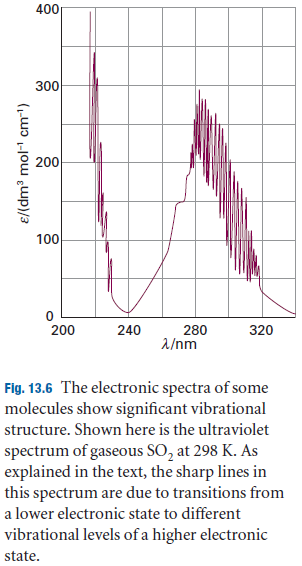 400
300
200
100
0
ε/(dm³ mol⁻¹ cm⁻¹)
200 240 280 320
λ/nm
Fig. 13.6 The electronic spectra of some
molecules show significant vibrational
structure. Shown here is the ultraviolet
spectrum of gaseous SO₂ at 298 K. As
explained in the text, the sharp lines in
this spectrum are due to transitions from
a lower electronic state to different
vibrational levels of a higher electronic
state.